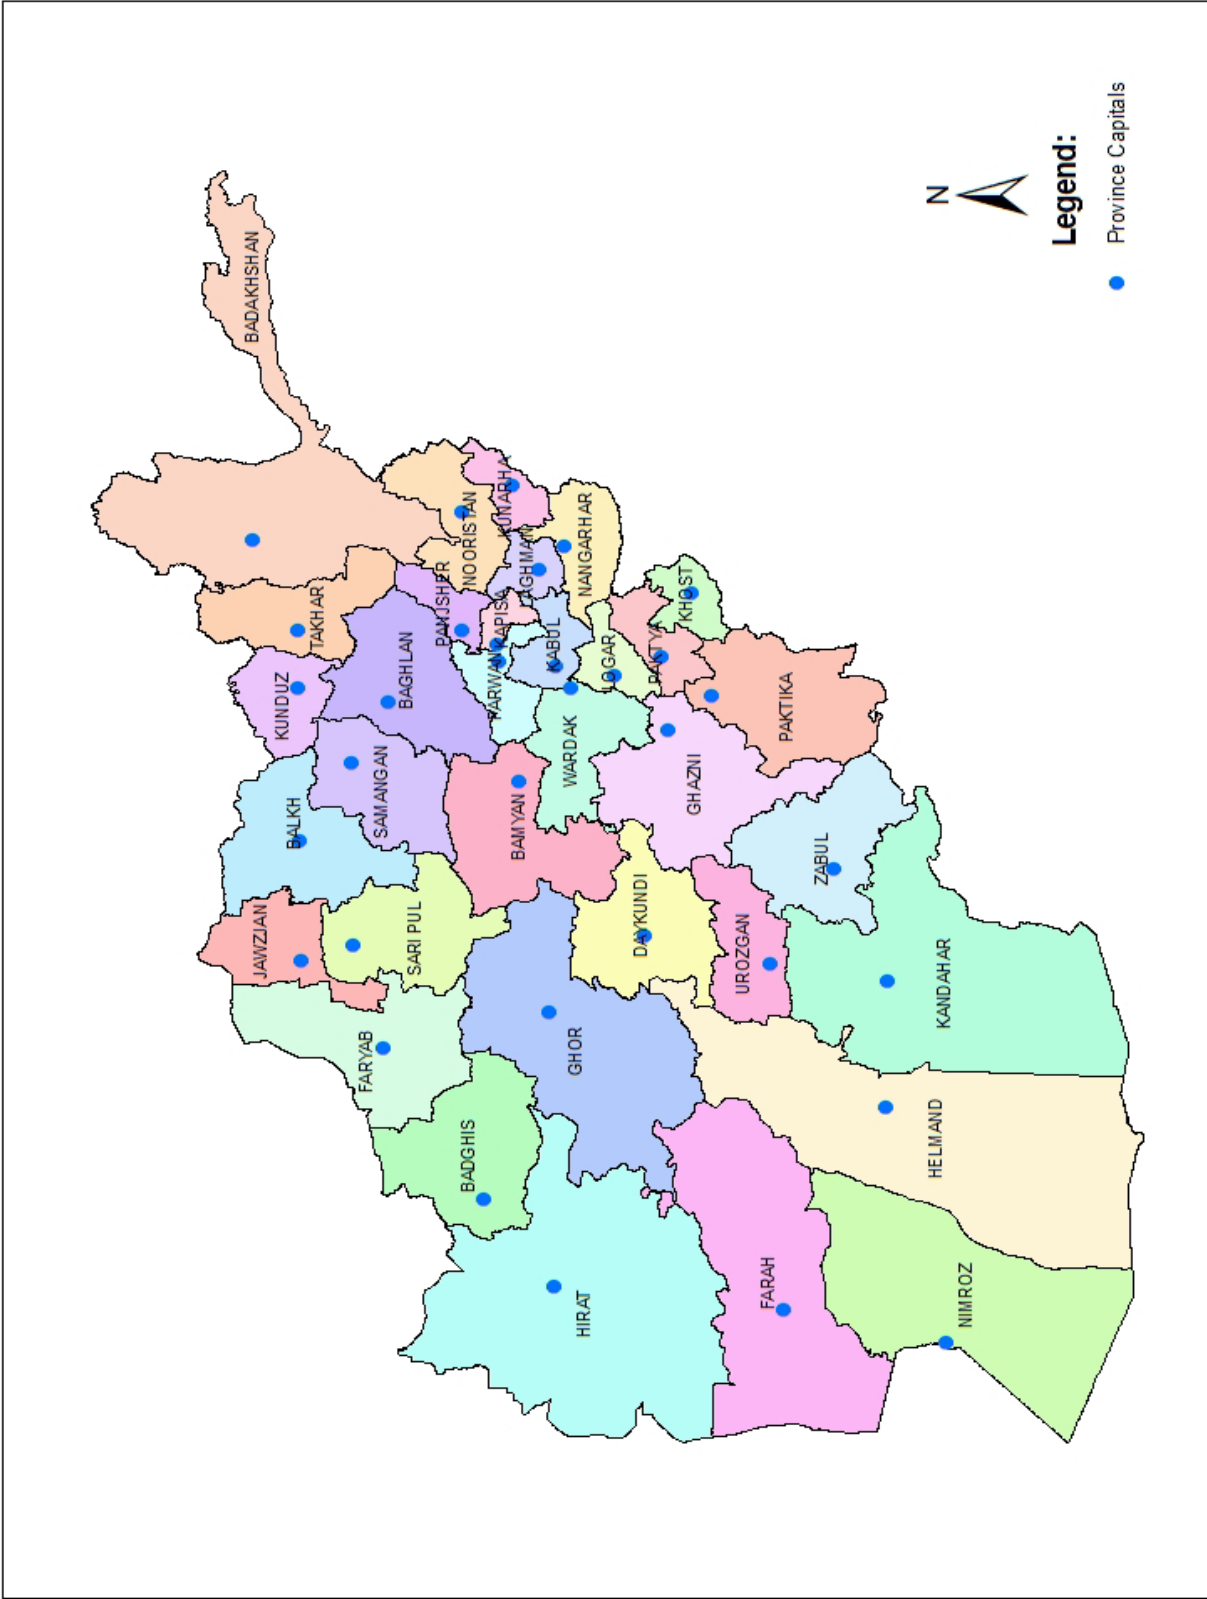 BADAKHSHAN
TAKHAR
KUNDUZ
BALKH
JAWZJAN
BAGHLAN
SAMANGAN
SARI PUL
FARYAB
PANJSHER
NOORISTAN
KUNARHA
LAGHMAN
KAPISA
PARWAN
BAMYAN
BADGHIS
KABUL
NANGARHAR
WARDAK
GHOR
HIRAT
LOGAR
PAKTYA
KHOST
DAYKUNDI
GHAZNI
PAKTIKA
UROZGAN
FARAH
ZABUL
KANDAHAR
HELMAND
NIMROZ
N
Legend:
Province Capitals